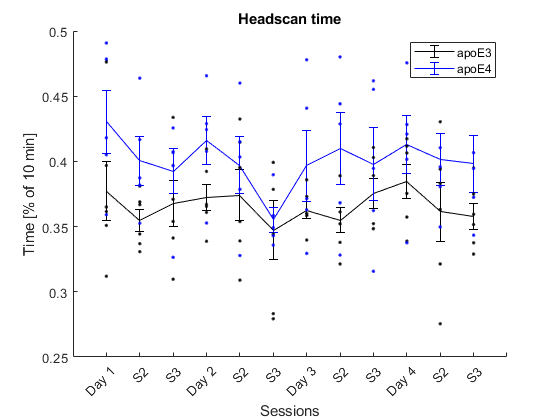 Headscan time
apoE3
apoE4
Time [% of 10 min]
0.5
0.45
0.4
0.35
0.3
0.25
Day 1 S2 S3 Day 2 S2 S3 Day 3 S2 S3 Day 4 S2 S3
Sessions